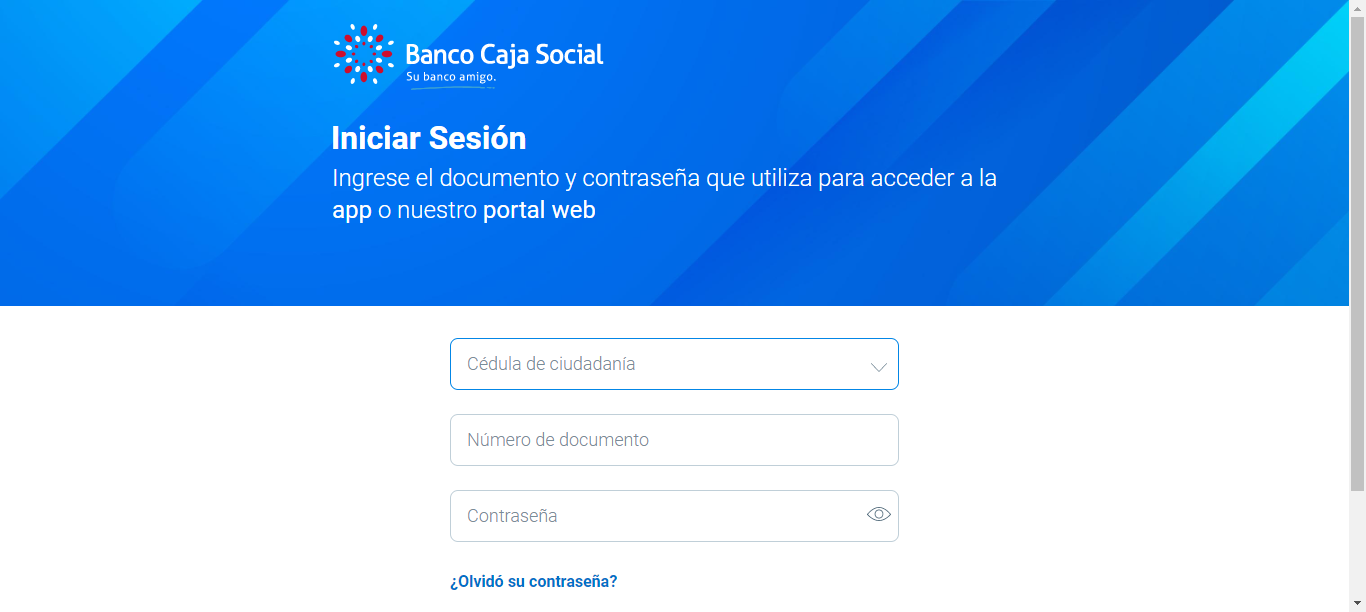 Banco Caja Social
Su banco amigo.
Iniciar Sesión
Ingrese el documento y contraseña que utiliza para acceder a la
app o nuestro portal web
Cédula de ciudadanía
Número de documento
Contraseña
¿Olvidó su contraseña?